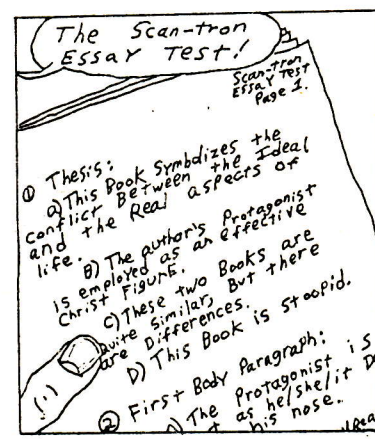 The Scan-tron
Essay Test!
Scan-tron
Essay Test
Page 1.
① Thesis:
a) This Book Symbolizes the
conflict Between the Ideal
and the Real aspects of
life.
B) The author's Protagonist
is employed as an effective
Christ Figure.
C) These two Books are
quite similar, But there
are Differences.
D) This Book is stoopid.
② First Body Paragraph:
The Protagonist is
as he/she/it
his nose.